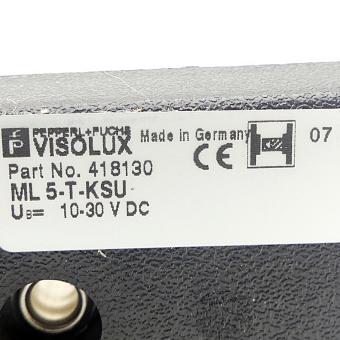 PEPPERL+FUCHS
VISOLUX Made in Germany CE 07
Part No. 418130
ML 5-T-KSU
UB= 10-30 V DC